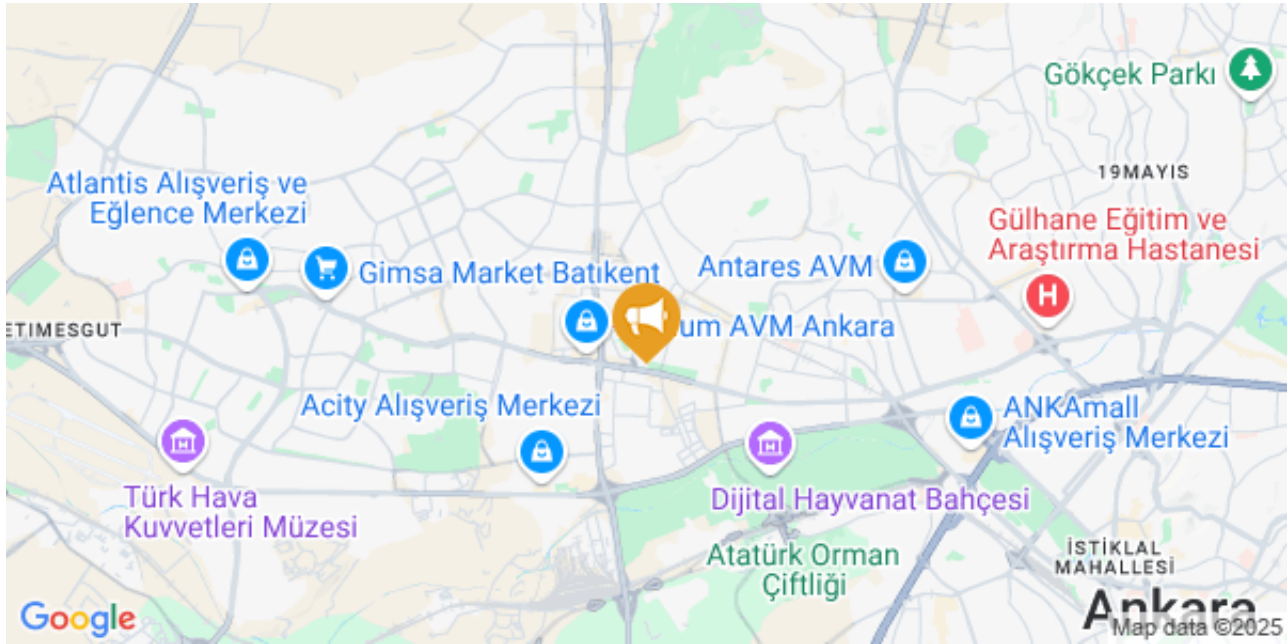 Gökçek Parkı
19MAYIS
Atlantis Alışveriş ve
Eğlence Merkezi
Gülhane Eğitim ve
Araştırma Hastanesi
Gimsa Market Batıkent
Antares AVM
ETIMESGUT
um AVM Ankara
Acity Alışveriş Merkezi
ANKAmall
Alışveriş Merkezi
Türk Hava
Kuvvetleri Müzesi
Dijital Hayvanat Bahçesi
Atatürk Orman
Çiftliği
İSTİKLAL
MAHALLESİ
Ankara
Google
Map data ©2025